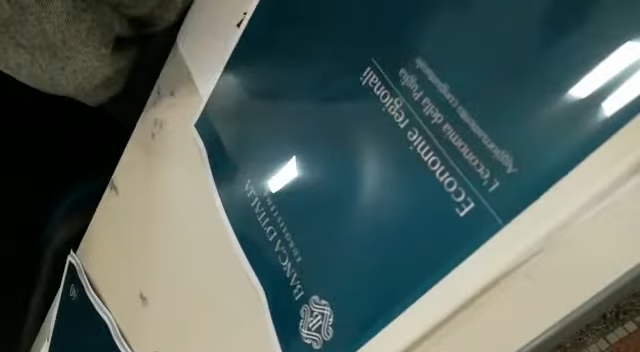 BANCA D'ITALIA
EUROSISTEMA
Economie regionali
L'economia della Puglia
Aggiornamento congiunturale